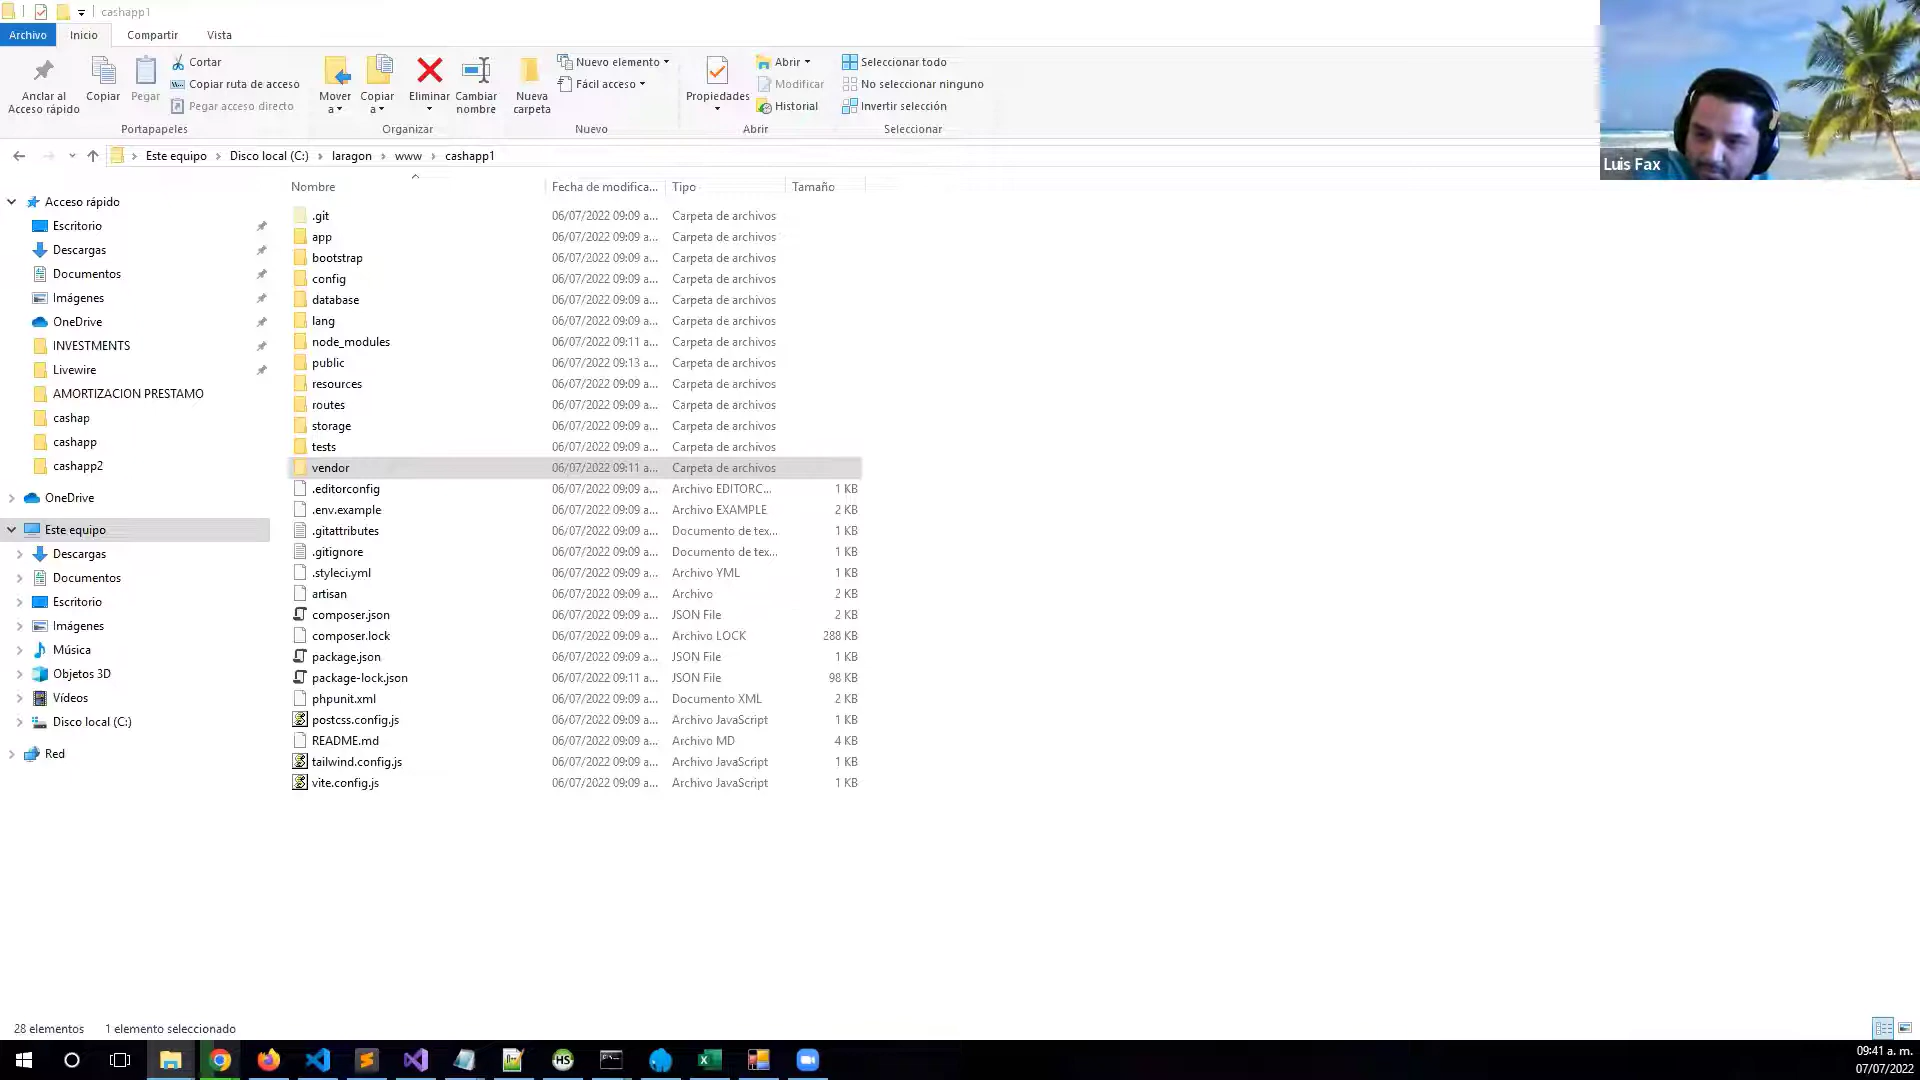 cashapp1
Archivo Inicio Compartir Vista
Anclar al Acceso rápido
Copiar
Pegar
Cortar
Copiar ruta de acceso
Pegar acceso directo
Portapapeles
Mover a
Copiar a
Eliminar
Cambiar nombre
Organizar
Nueva carpeta
Nuevo elemento
Fácil acceso
Nuevo
Propiedades
Abrir
Modificar
Historial
Abrir
Seleccionar todo
No seleccionar ninguno
Invertir selección
Seleccionar
Luis Fax
Este equipo Disco local (C:) laragon www cashapp1
Nombre Fecha de modifica... Tipo Tamaño
Acceso rápido
Escritorio
Descargas
Documentos
Imágenes
OneDrive
INVESTMENTS
Livewire
AMORTIZACION PRESTAMO
cashap
cashapp
cashapp2
OneDrive
Este equipo
Descargas
Documentos
Escritorio
Imágenes
Música
Objetos 3D
Vídeos
Disco local (C:)
Red
.git 06/07/2022 09:09 a... Carpeta de archivos
app 06/07/2022 09:09 a... Carpeta de archivos
bootstrap 06/07/2022 09:09 a... Carpeta de archivos
config 06/07/2022 09:09 a... Carpeta de archivos
database 06/07/2022 09:09 a... Carpeta de archivos
lang 06/07/2022 09:09 a... Carpeta de archivos
node_modules 06/07/2022 09:11 a... Carpeta de archivos
public 06/07/2022 09:13 a... Carpeta de archivos
resources 06/07/2022 09:09 a... Carpeta de archivos
routes 06/07/2022 09:09 a... Carpeta de archivos
storage 06/07/2022 09:09 a... Carpeta de archivos
tests 06/07/2022 09:09 a... Carpeta de archivos
vendor 06/07/2022 09:11 a... Carpeta de archivos
.editorconfig 06/07/2022 09:09 a... Archivo EDITORC... 1 KB
.env.example 06/07/2022 09:09 a... Archivo EXAMPLE 2 KB
.gitattributes 06/07/2022 09:09 a... Documento de tex... 1 KB
.gitignore 06/07/2022 09:09 a... Documento de tex... 1 KB
.styleci.yml 06/07/2022 09:09 a... Archivo YML 1 KB
artisan 06/07/2022 09:09 a... Archivo 2 KB
composer.json 06/07/2022 09:09 a... JSON File 2 KB
composer.lock 06/07/2022 09:09 a... Archivo LOCK 288 KB
package.json 06/07/2022 09:09 a... JSON File 1 KB
package-lock.json 06/07/2022 09:11 a... JSON File 98 KB
phpunit.xml 06/07/2022 09:09 a... Documento XML 2 KB
postcss.config.js 06/07/2022 09:09 a... Archivo JavaScript 1 KB
README.md 06/07/2022 09:09 a... Archivo MD 4 KB
tailwind.config.js 06/07/2022 09:09 a... Archivo JavaScript 1 KB
vite.config.js 06/07/2022 09:09 a... Archivo JavaScript 1 KB
28 elementos 1 elemento seleccionado
HS
09:41 a. m.
07/07/2022